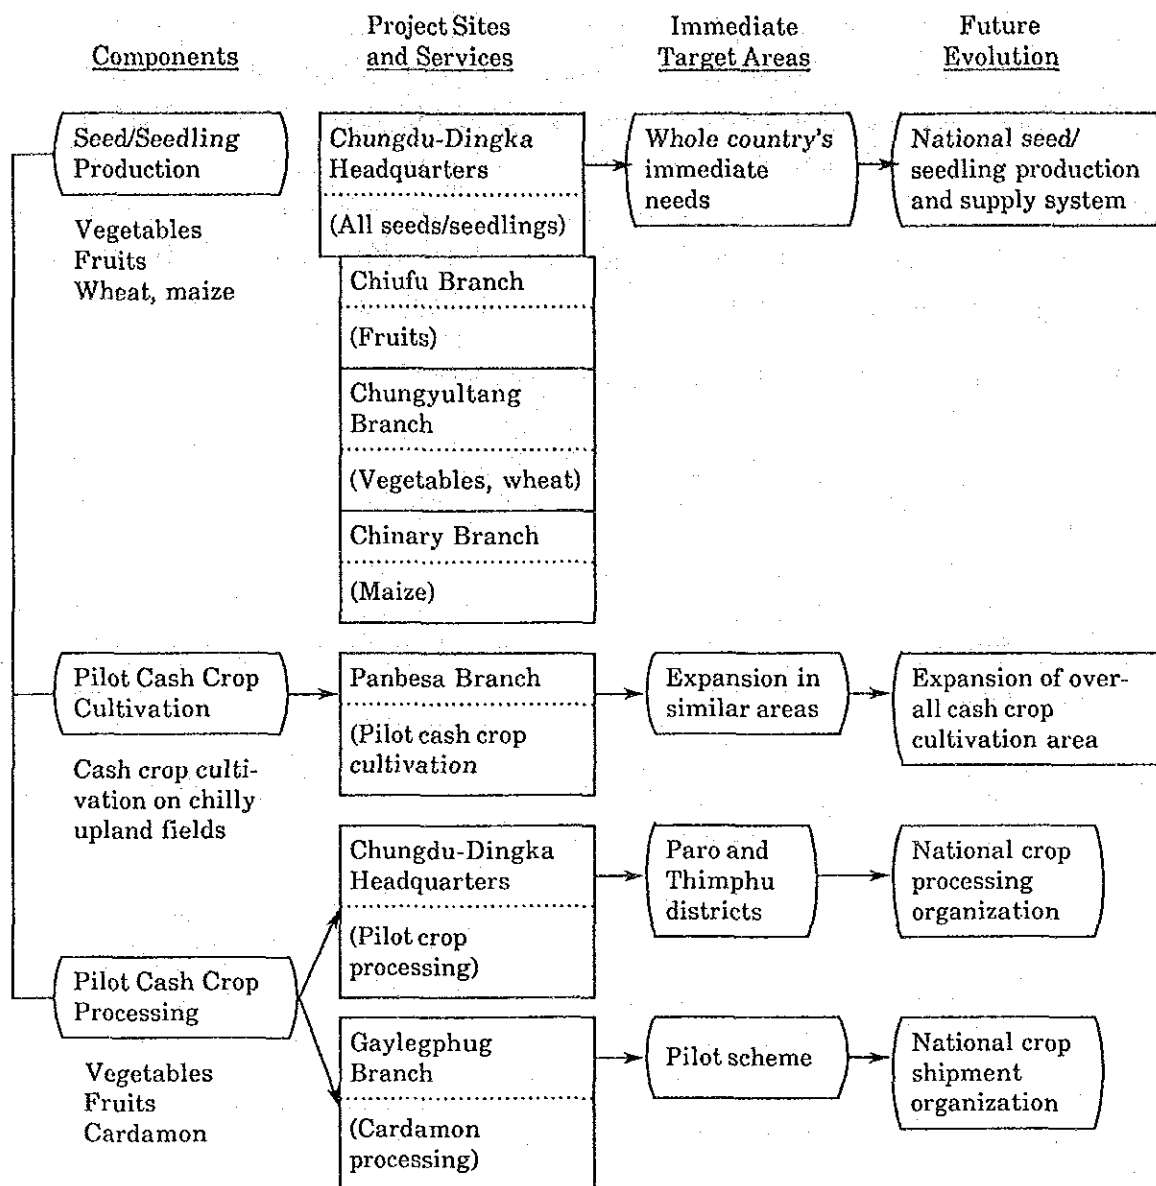 Components
Project Sites
and Services
Immediate
Target Areas
Future
Evolution
Seed/Seedling
Production
Vegetables
Fruits
Wheat, maize
Chungdu-Dingka
Headquarters
(All seeds/seedlings)
Chiufu Branch
(Fruits)
Chungyultang
Branch
(Vegetables, wheat)
Chinary Branch
(Maize)
Whole country's
immediate
needs
National seed/
seedling production
and supply system
Pilot Cash Crop
Cultivation
Cash crop culti-
vation on chilly
upland fields
Panbesa Branch
(Pilot cash crop
cultivation
Expansion in
similar areas
Expansion of over-
all cash crop
cultivation area
Pilot Cash Crop
Processing
Vegetables
Fruits
Cardamon
Chungdu-Dingka
Headquarters
(Pilot crop
processing)
Paro and
Thimphu
districts
National crop
processing
organization
Gaylegphug
Branch
(Cardamon
processing)
Pilot scheme
National crop
shipment
organization